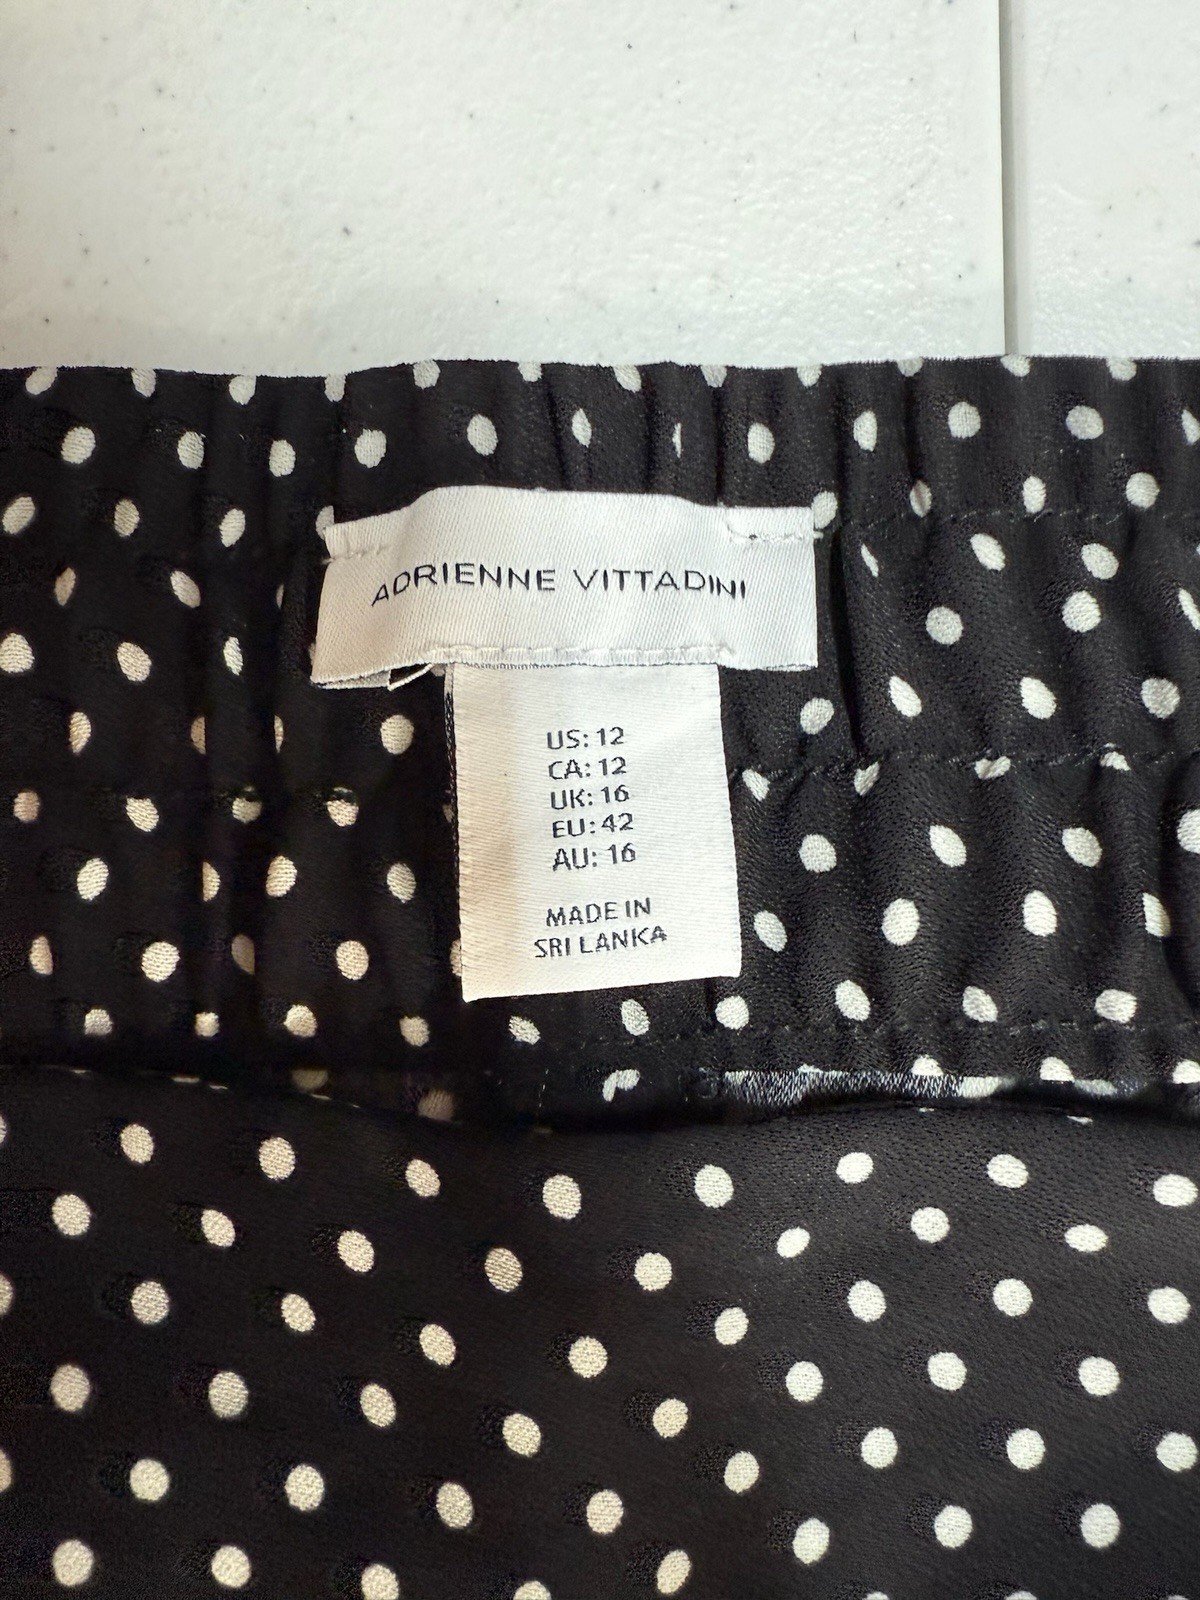 ADRIENNE VITTADINI
US: 12
CA: 12
UK: 16
EU: 42
AU: 16
MADE IN
SRI LANKA